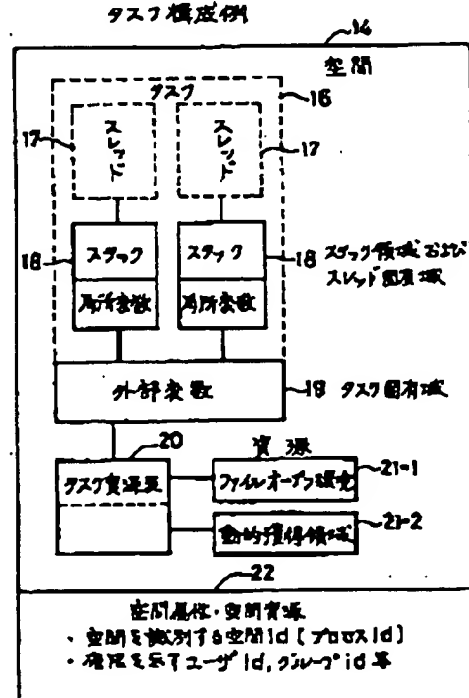 タスク構成例
14
空間
タスク
16
17 スレッド スレッド 17
18 スタック スタック 18 スタック領域および
局所変数 局所変数 スレッド固有域
外部変数 19 タスク固有域
20 資源
タスク資源表 ファイルオープン環境 21-1
動的獲得領域 21-2
22
空間属性・空間資源
・空間を識別する空間id[プロセスid]
・権限を示すユーザid,グループid等